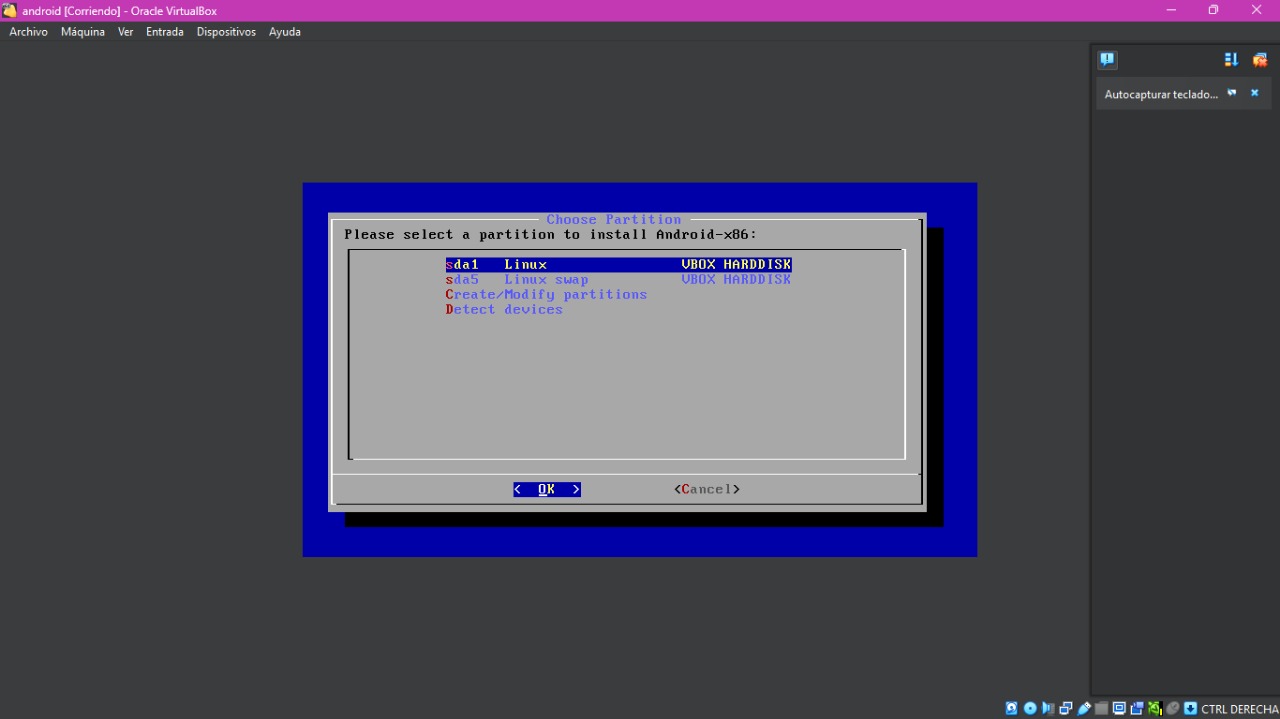 android [Corriendo] - Oracle VirtualBox
Archivo Máquina Ver Entrada Dispositivos Ayuda
Autocapturar teclado...
Choose Partition
Please select a partition to install Android-x86:
sda1 Linux VBOX HARDDISK
sda5 Linux swap VBOX HARDDISK
Create/Modify partitions
Detect devices
< OK > <Cancel>
CTRL DERECHA